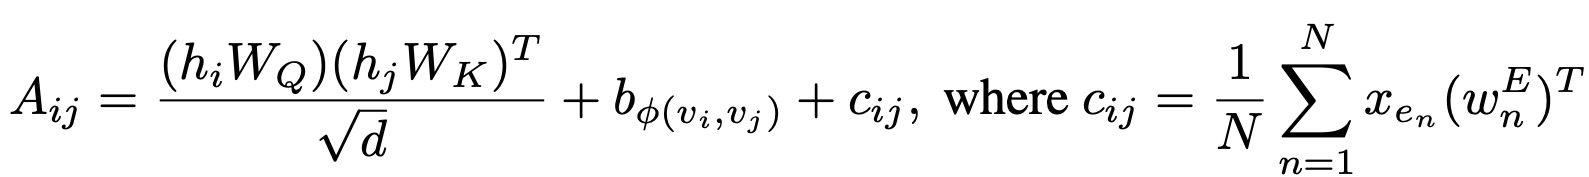 $A_{ij} = \frac{(h_i W_Q)(h_j W_K)^T}{\sqrt{d}} + b_{\phi(v_i,v_j)} + c_{ij}, \text{ where } c_{ij} = \frac{1}{N} \sum_{n=1}^{N} x_{e_n} (w_n^E)^T$